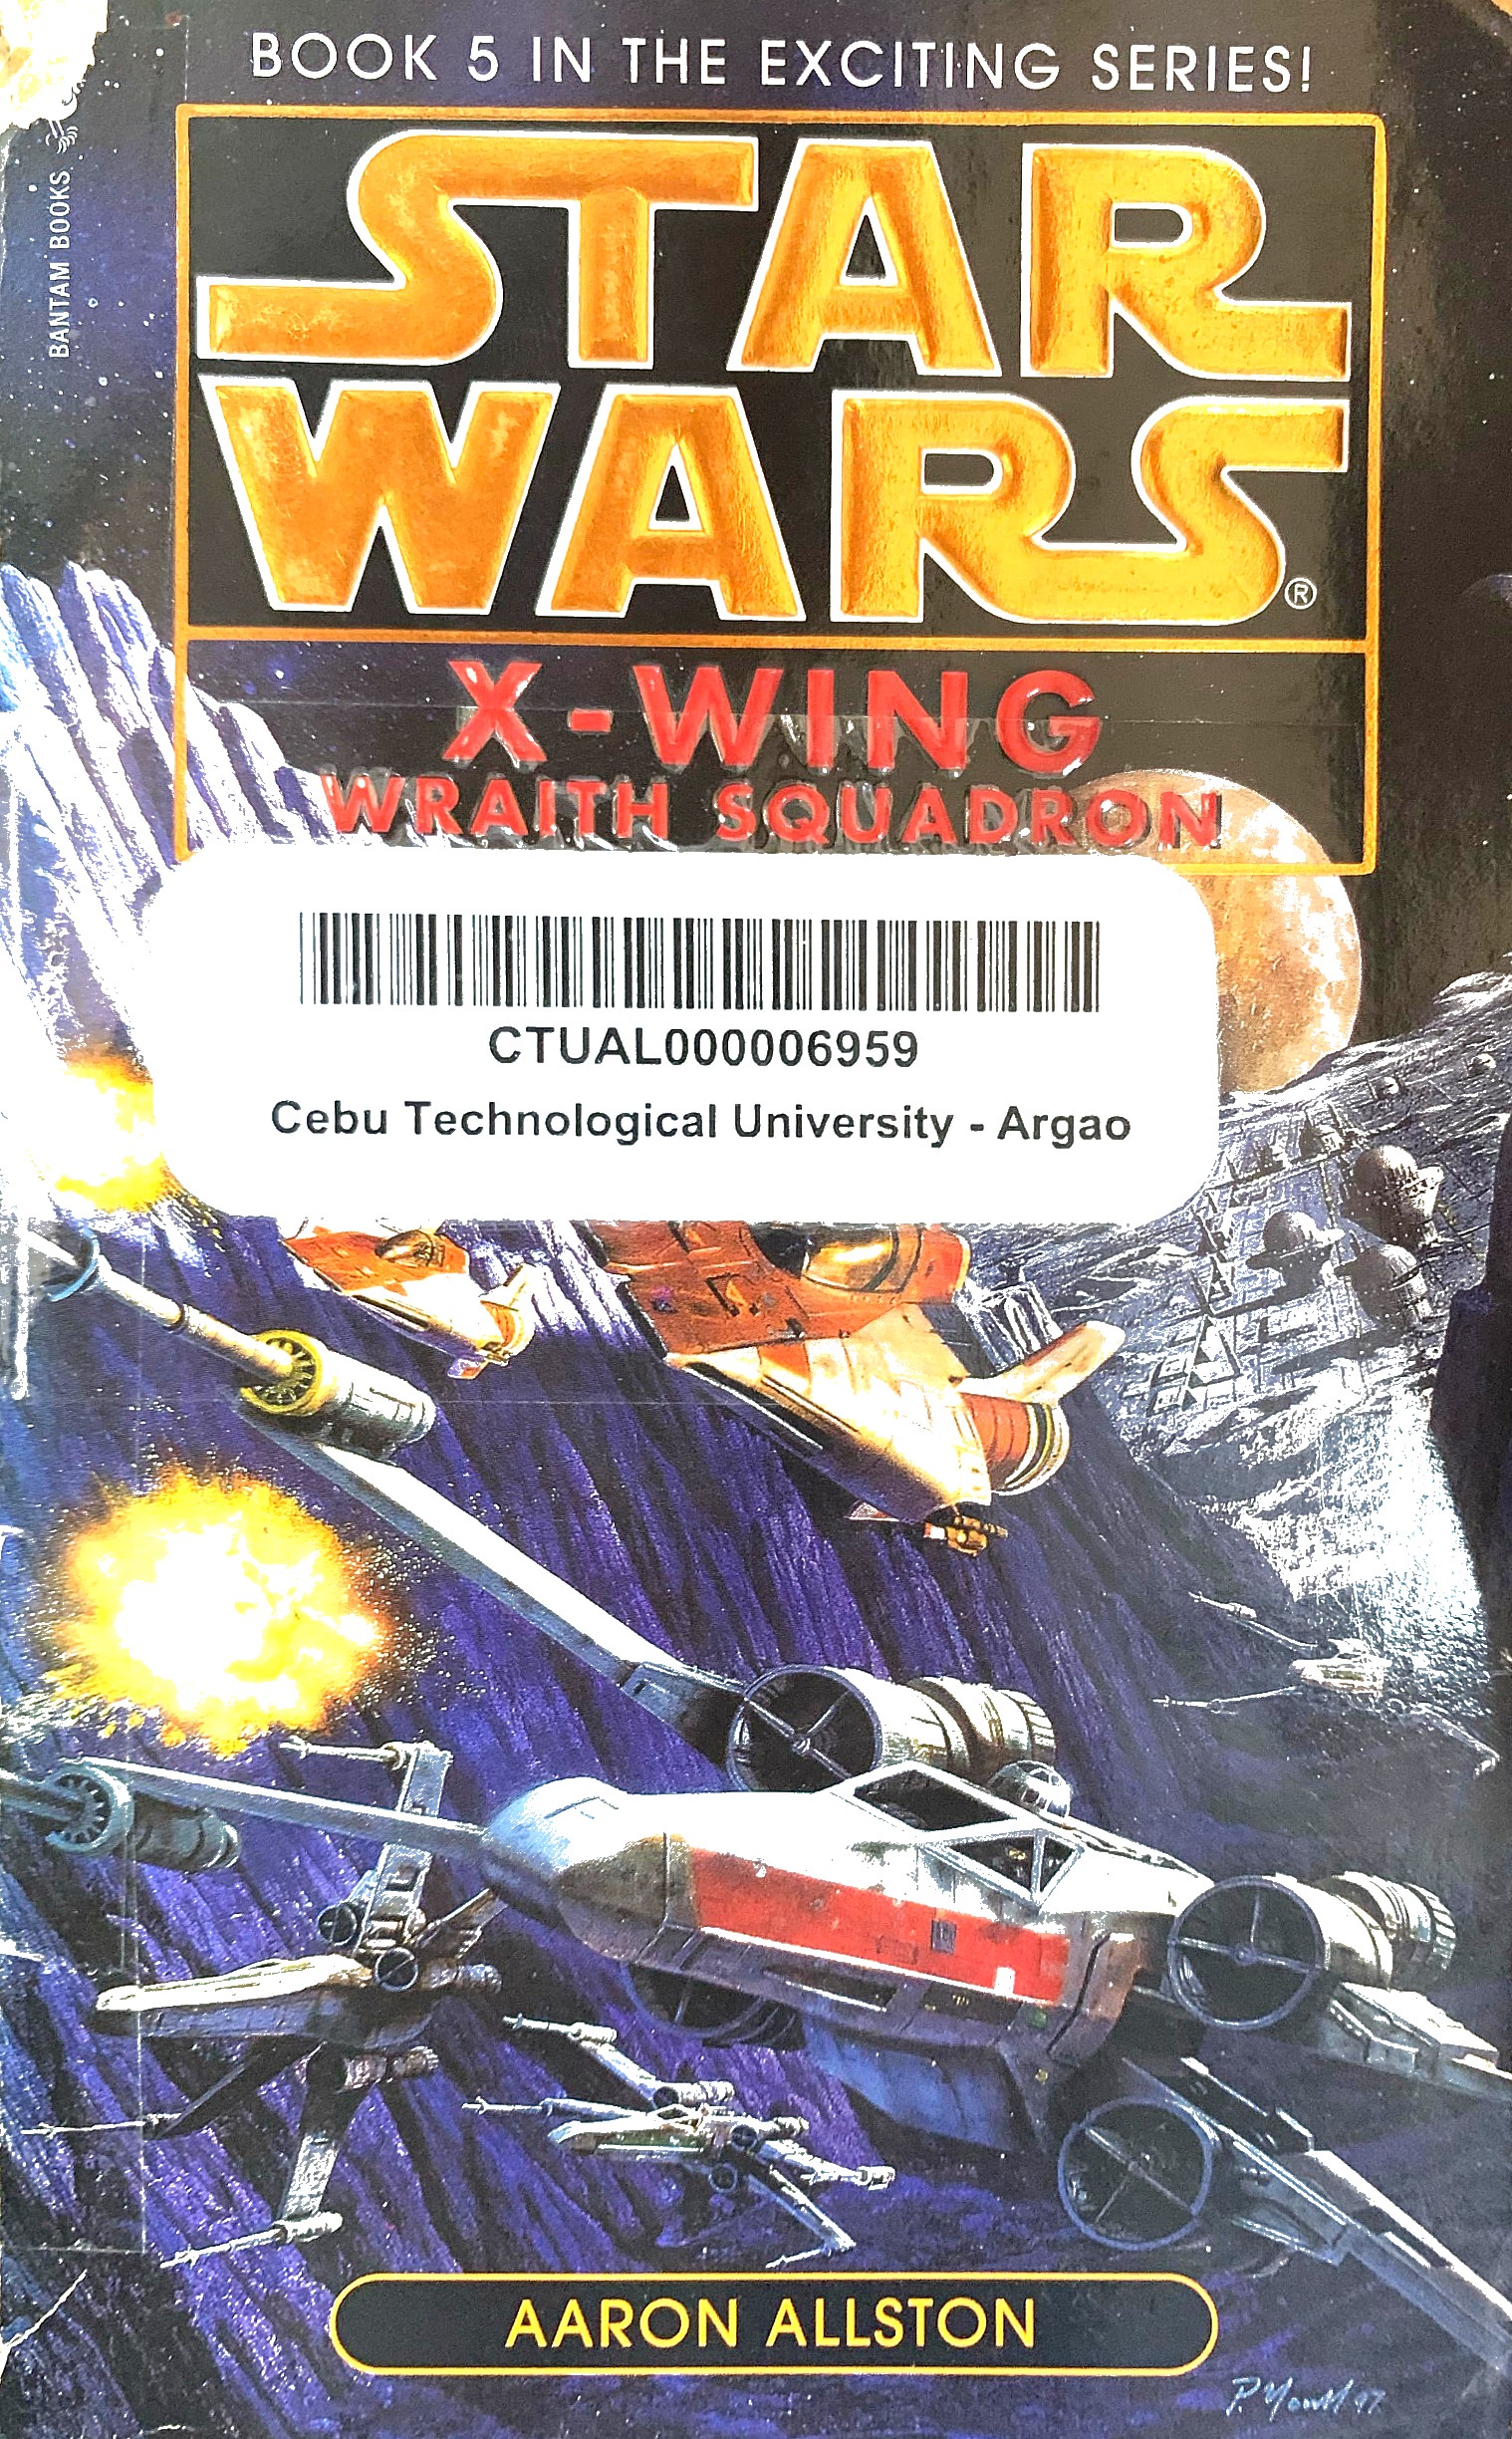 BOOK 5 IN THE EXCITING SERIES!
BANTAM BOOKS
STAR
WARS®
X-WING
WRAITH SQUADRON
CTUAL000006959
Cebu Technological University - Argao
AARON ALLSTON